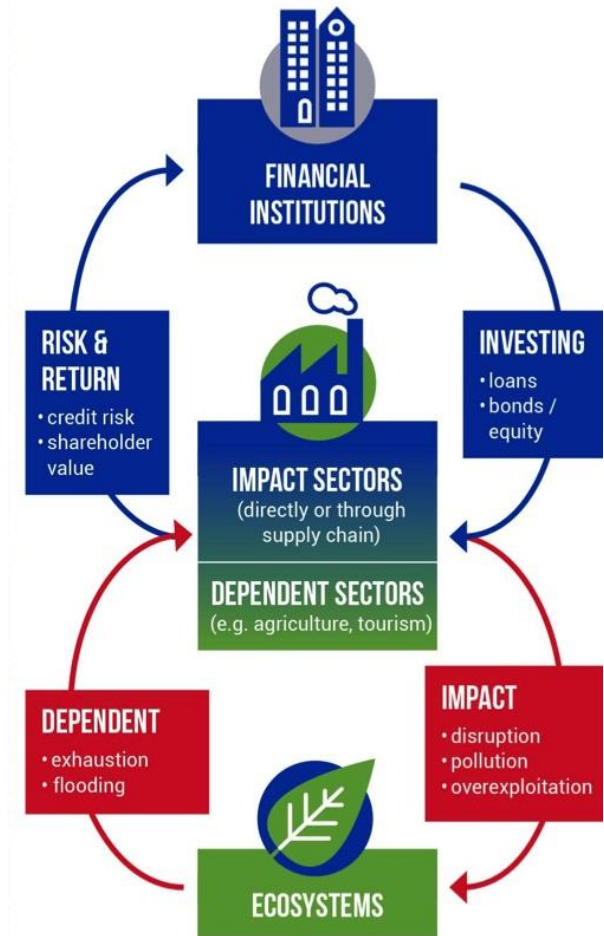 FINANCIAL
INSTITUTIONS
RISK &
RETURN
• credit risk
• shareholder
value
INVESTING
• loans
• bonds /
equity
IMPACT SECTORS
(directly or through
supply chain)
DEPENDENT SECTORS
(e.g. agriculture, tourism)
DEPENDENT
• exhaustion
• flooding
IMPACT
• disruption
• pollution
• overexploitation
ECOSYSTEMS